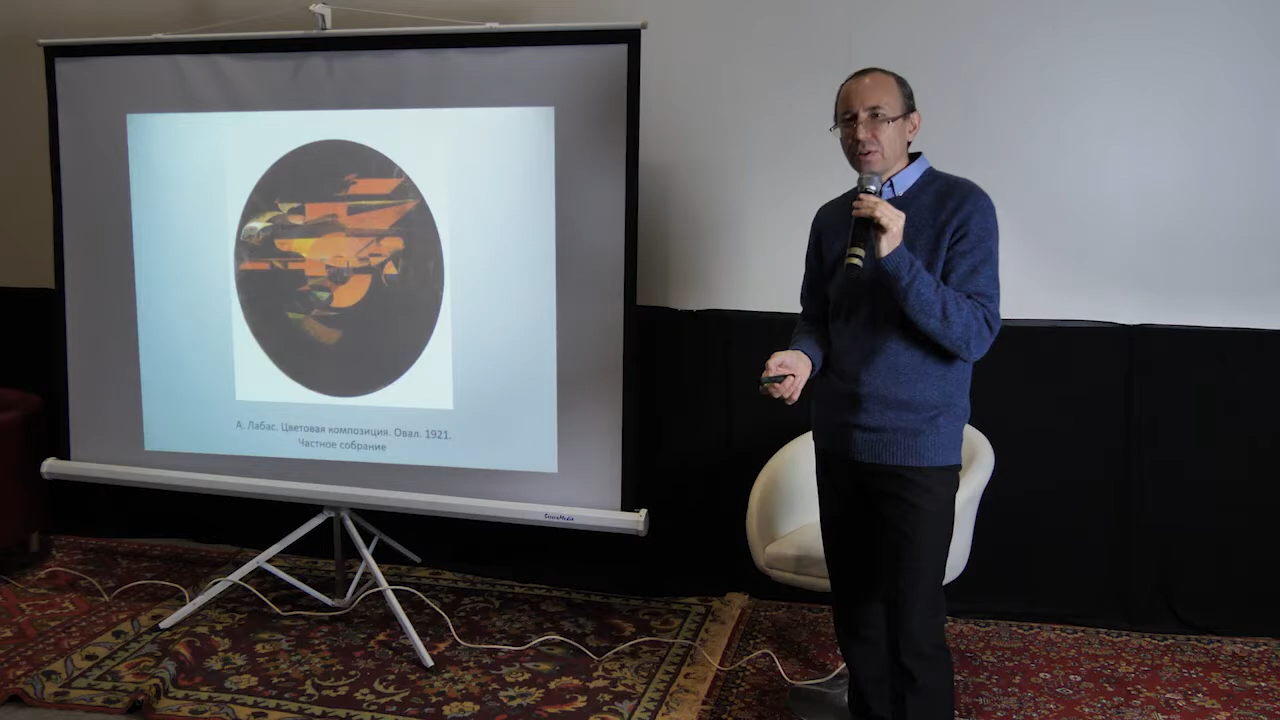 А. Лабас. Цветовая композиция. Овал. 1921.
Частное собрание